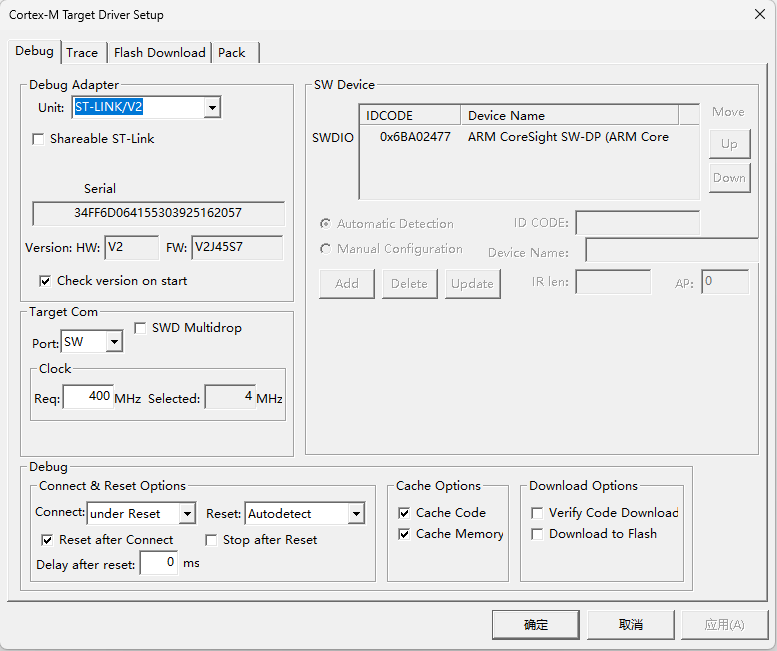 Cortex-M Target Driver Setup
Debug Trace Flash Download Pack
Debug Adapter
Unit: ST-LINK/V2
Shareable ST-Link
Serial
34FF6D064155303925162057
Version: HW: V2 FW: V2J45S7
Check version on start
Target Com
Port: SW SWD Multidrop
Clock
Req: 400 MHz Selected: 4 MHz
SW Device
IDCODE Device Name Move
SWDIO 0x6BA02477 ARM CoreSight SW-DP (ARM Core
Up
Down
Automatic Detection ID CODE:
Manual Configuration Device Name:
Add Delete Update IR len: AP: 0
Debug
Connect & Reset Options
Connect: under Reset Reset: Autodetect
Reset after Connect Stop after Reset
Delay after reset: 0 ms
Cache Options
Cache Code
Cache Memory
Download Options
Verify Code Download
Download to Flash
确定 取消 应用(A)